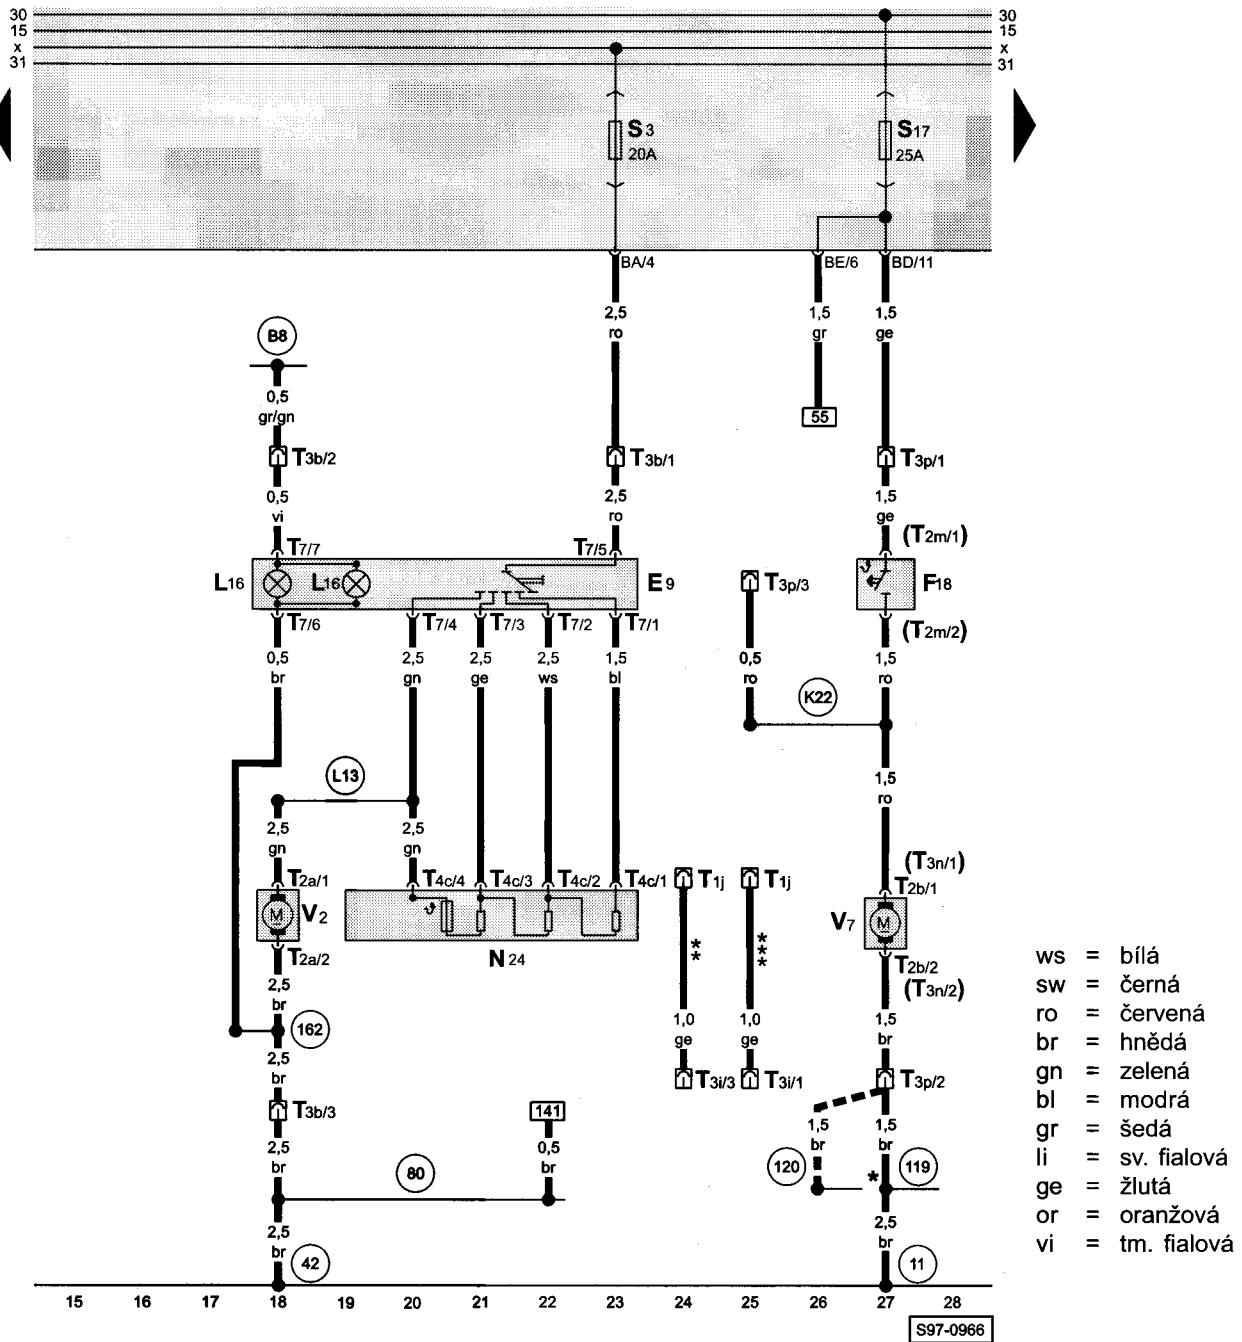 30 30
15 15
x x
31 31
S3 S17
20A 25A
BA/4 BE/6 BD/11
2,5 1,5 1,5
ro gr ge
B8
0,5
gr/gn
55
T3b/2 T3b/1 T3p/1
0,5 2,5 1,5
vi ro ge
(T2m/1)
T7/7 T7/5
L16 L16 E9 T3p/3 F18
T7/6 T7/4 T7/3 T7/2 T7/1 (T2m/2)
0,5 2,5 2,5 2,5 1,5 0,5 1,5
br gn ge ws bl ro ro
K22
L13 1,5
ro
2,5 2,5
gn gn
(T3n/1)
T2a/1 T4c/4 T4c/3 T4c/2 T4c/1 T1j T1j T2b/1
M V2 ϑ V7 M
** ***
T2a/2 N24 T2b/2
2,5 (T3n/2)
br
162 1,0 1,0 1,5
ge ge br
2,5
br T3i/3 T3i/1 T3p/2
T3b/3 141 1,5 1,5
2,5 0,5 br br
br 80 br 120 * 119
2,5 2,5
br 42 br 11
15 16 17 18 19 20 21 22 23 24 25 26 27 28
S97-0966
ws = bílá
sw = černá
ro = červená
br = hnědá
gn = zelená
bl = modrá
gr = šedá
li = sv. fialová
ge = žlutá
or = oranžová
vi = tm. fialová